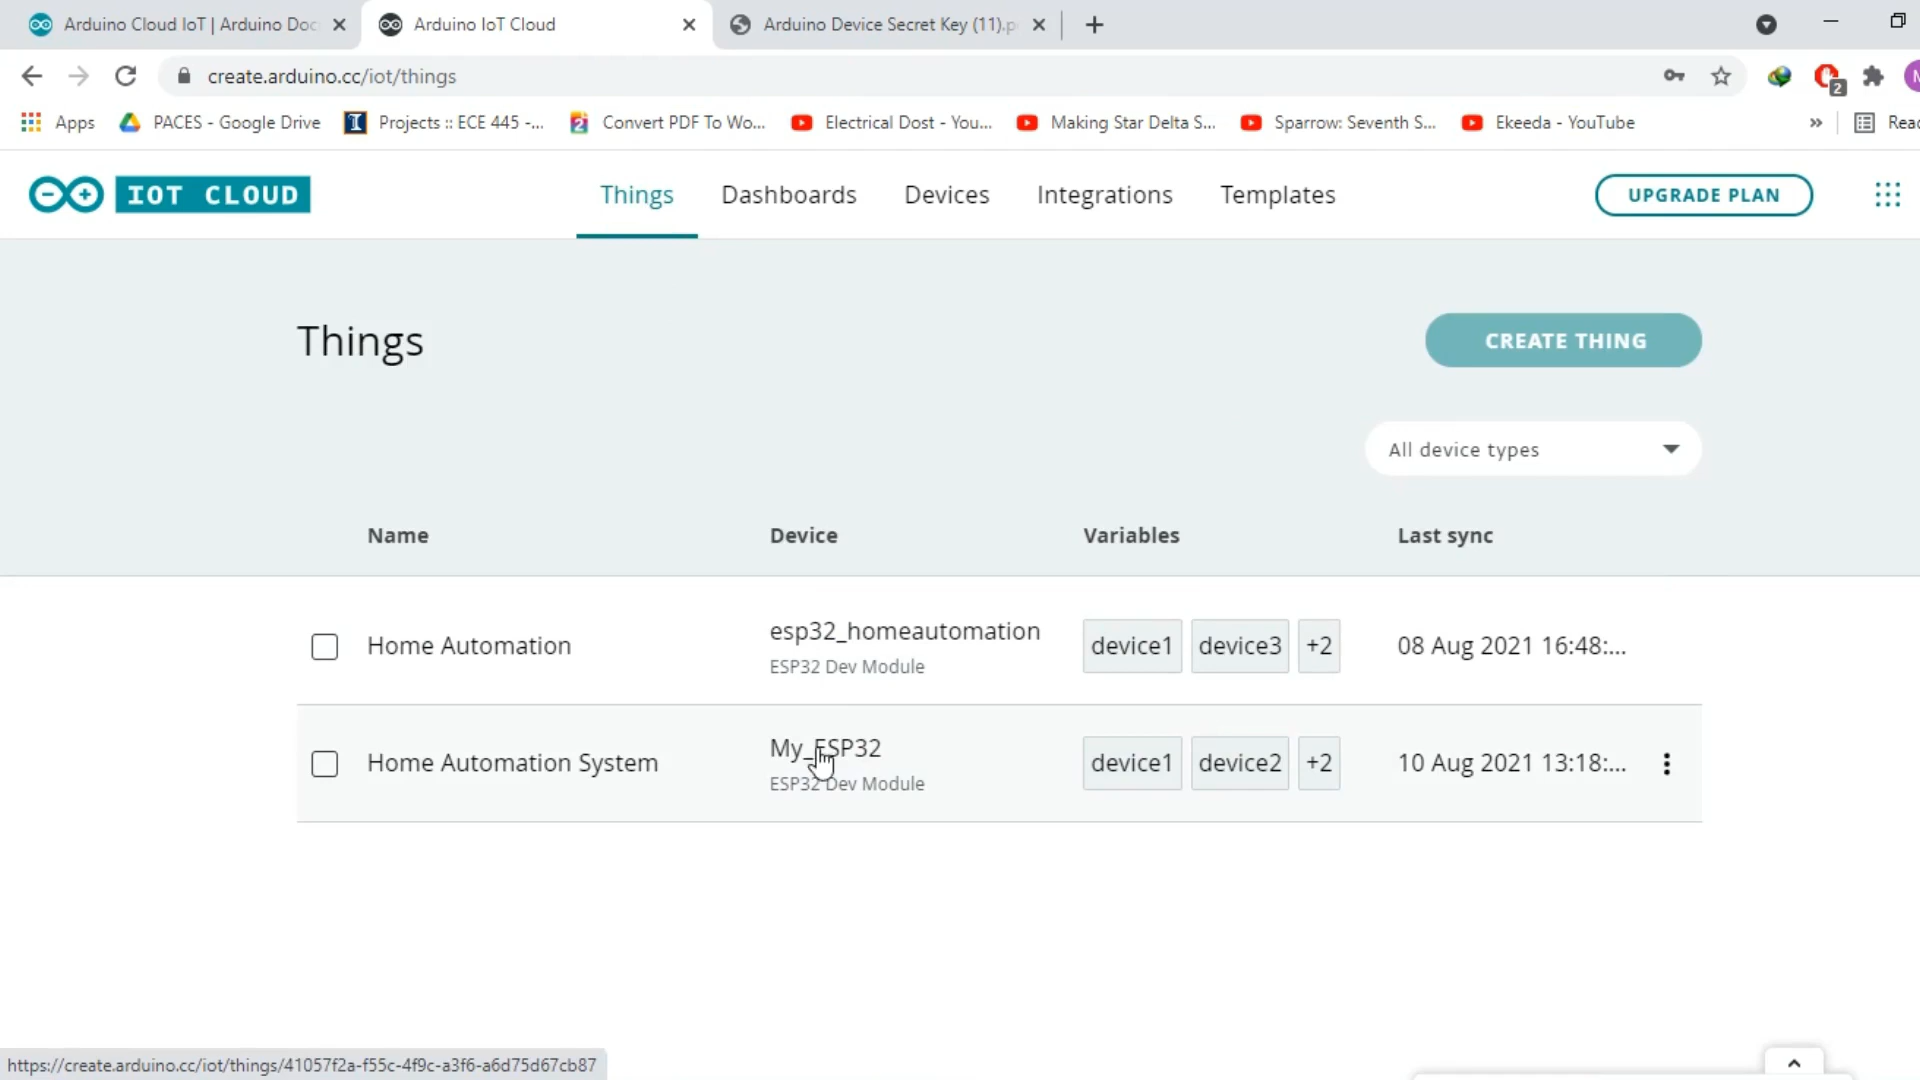 Arduino Cloud IoT | Arduino Doc
Arduino IoT Cloud
Arduino Device Secret Key (11).p
create.arduino.cc/iot/things
2
Apps
PACES - Google Drive
Projects :: ECE 445 -...
Convert PDF To Wo...
Electrical Dost - You...
Making Star Delta S...
Sparrow: Seventh S...
Ekeeda - YouTube
»
Read
IOT CLOUD
Things
Dashboards
Devices
Integrations
Templates
UPGRADE PLAN
Things
CREATE THING
All device types
Name
Device
Variables
Last sync
Home Automation
esp32_homeautomation
ESP32 Dev Module
device1
device3
+2
08 Aug 2021 16:48:...
Home Automation System
My_ESP32
ESP32 Dev Module
device1
device2
+2
10 Aug 2021 13:18:...
https://create.arduino.cc/iot/things/41057f2a-f55c-4f9c-a3f6-a6d75d67cb87